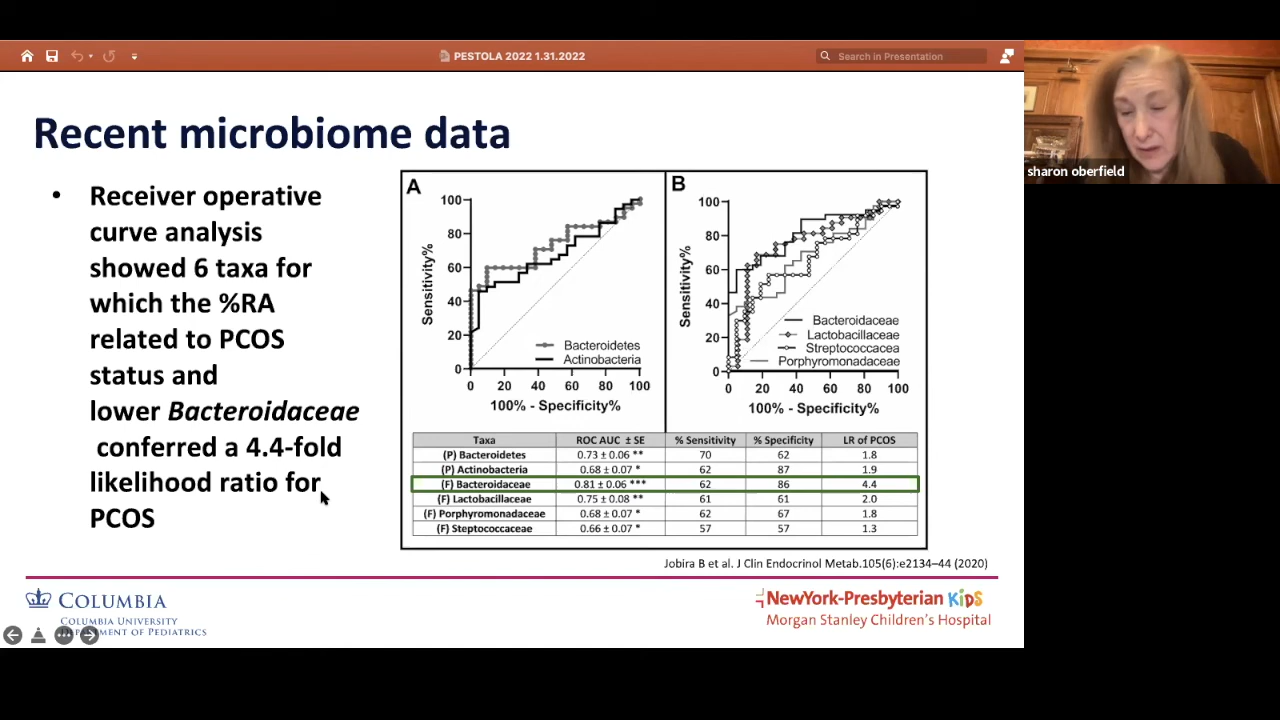 PESTOLA 2022 1.31.2022
Search in Presentation
sharon oberfield
Recent microbiome data
• Receiver operative
curve analysis
showed 6 taxa for
which the %RA
related to PCOS
status and
lower Bacteroidaceae
conferred a 4.4-fold
likelihood ratio for
PCOS
A
100
80
60
40
20
0
Sensitivity%
Bacteroidetes
Actinobacteria
0 20 40 60 80 100
100% - Specificity%
B
100
80
60
40
20
0
Sensitivity%
Bacteroidaceae
Lactobacillaceae
Streptococcacea
Porphyromonadaceae
0 20 40 60 80 100
100% - Specificity%
Taxa ROC AUC ± SE % Sensitivity % Specificity LR of PCOS
(P) Bacteroidetes 0.73 ± 0.06 ** 70 62 1.8
(P) Actinobacteria 0.68 ± 0.07 * 62 87 1.9
(F) Bacteroidaceae 0.81 ± 0.06 *** 62 86 4.4
(F) Lactobacillaceae 0.75 ± 0.08 ** 61 61 2.0
(F) Porphyromonadaceae 0.68 ± 0.07 * 62 67 1.8
(F) Streptococcaceae 0.66 ± 0.07 * 57 57 1.3
Jobira B et al. J Clin Endocrinol Metab.105(6):e2134–44 (2020)
COLUMBIA
COLUMBIA UNIVERSITY
DEPARTMENT OF PEDIATRICS
NewYork-Presbyterian KiDS
Morgan Stanley Children's Hospital